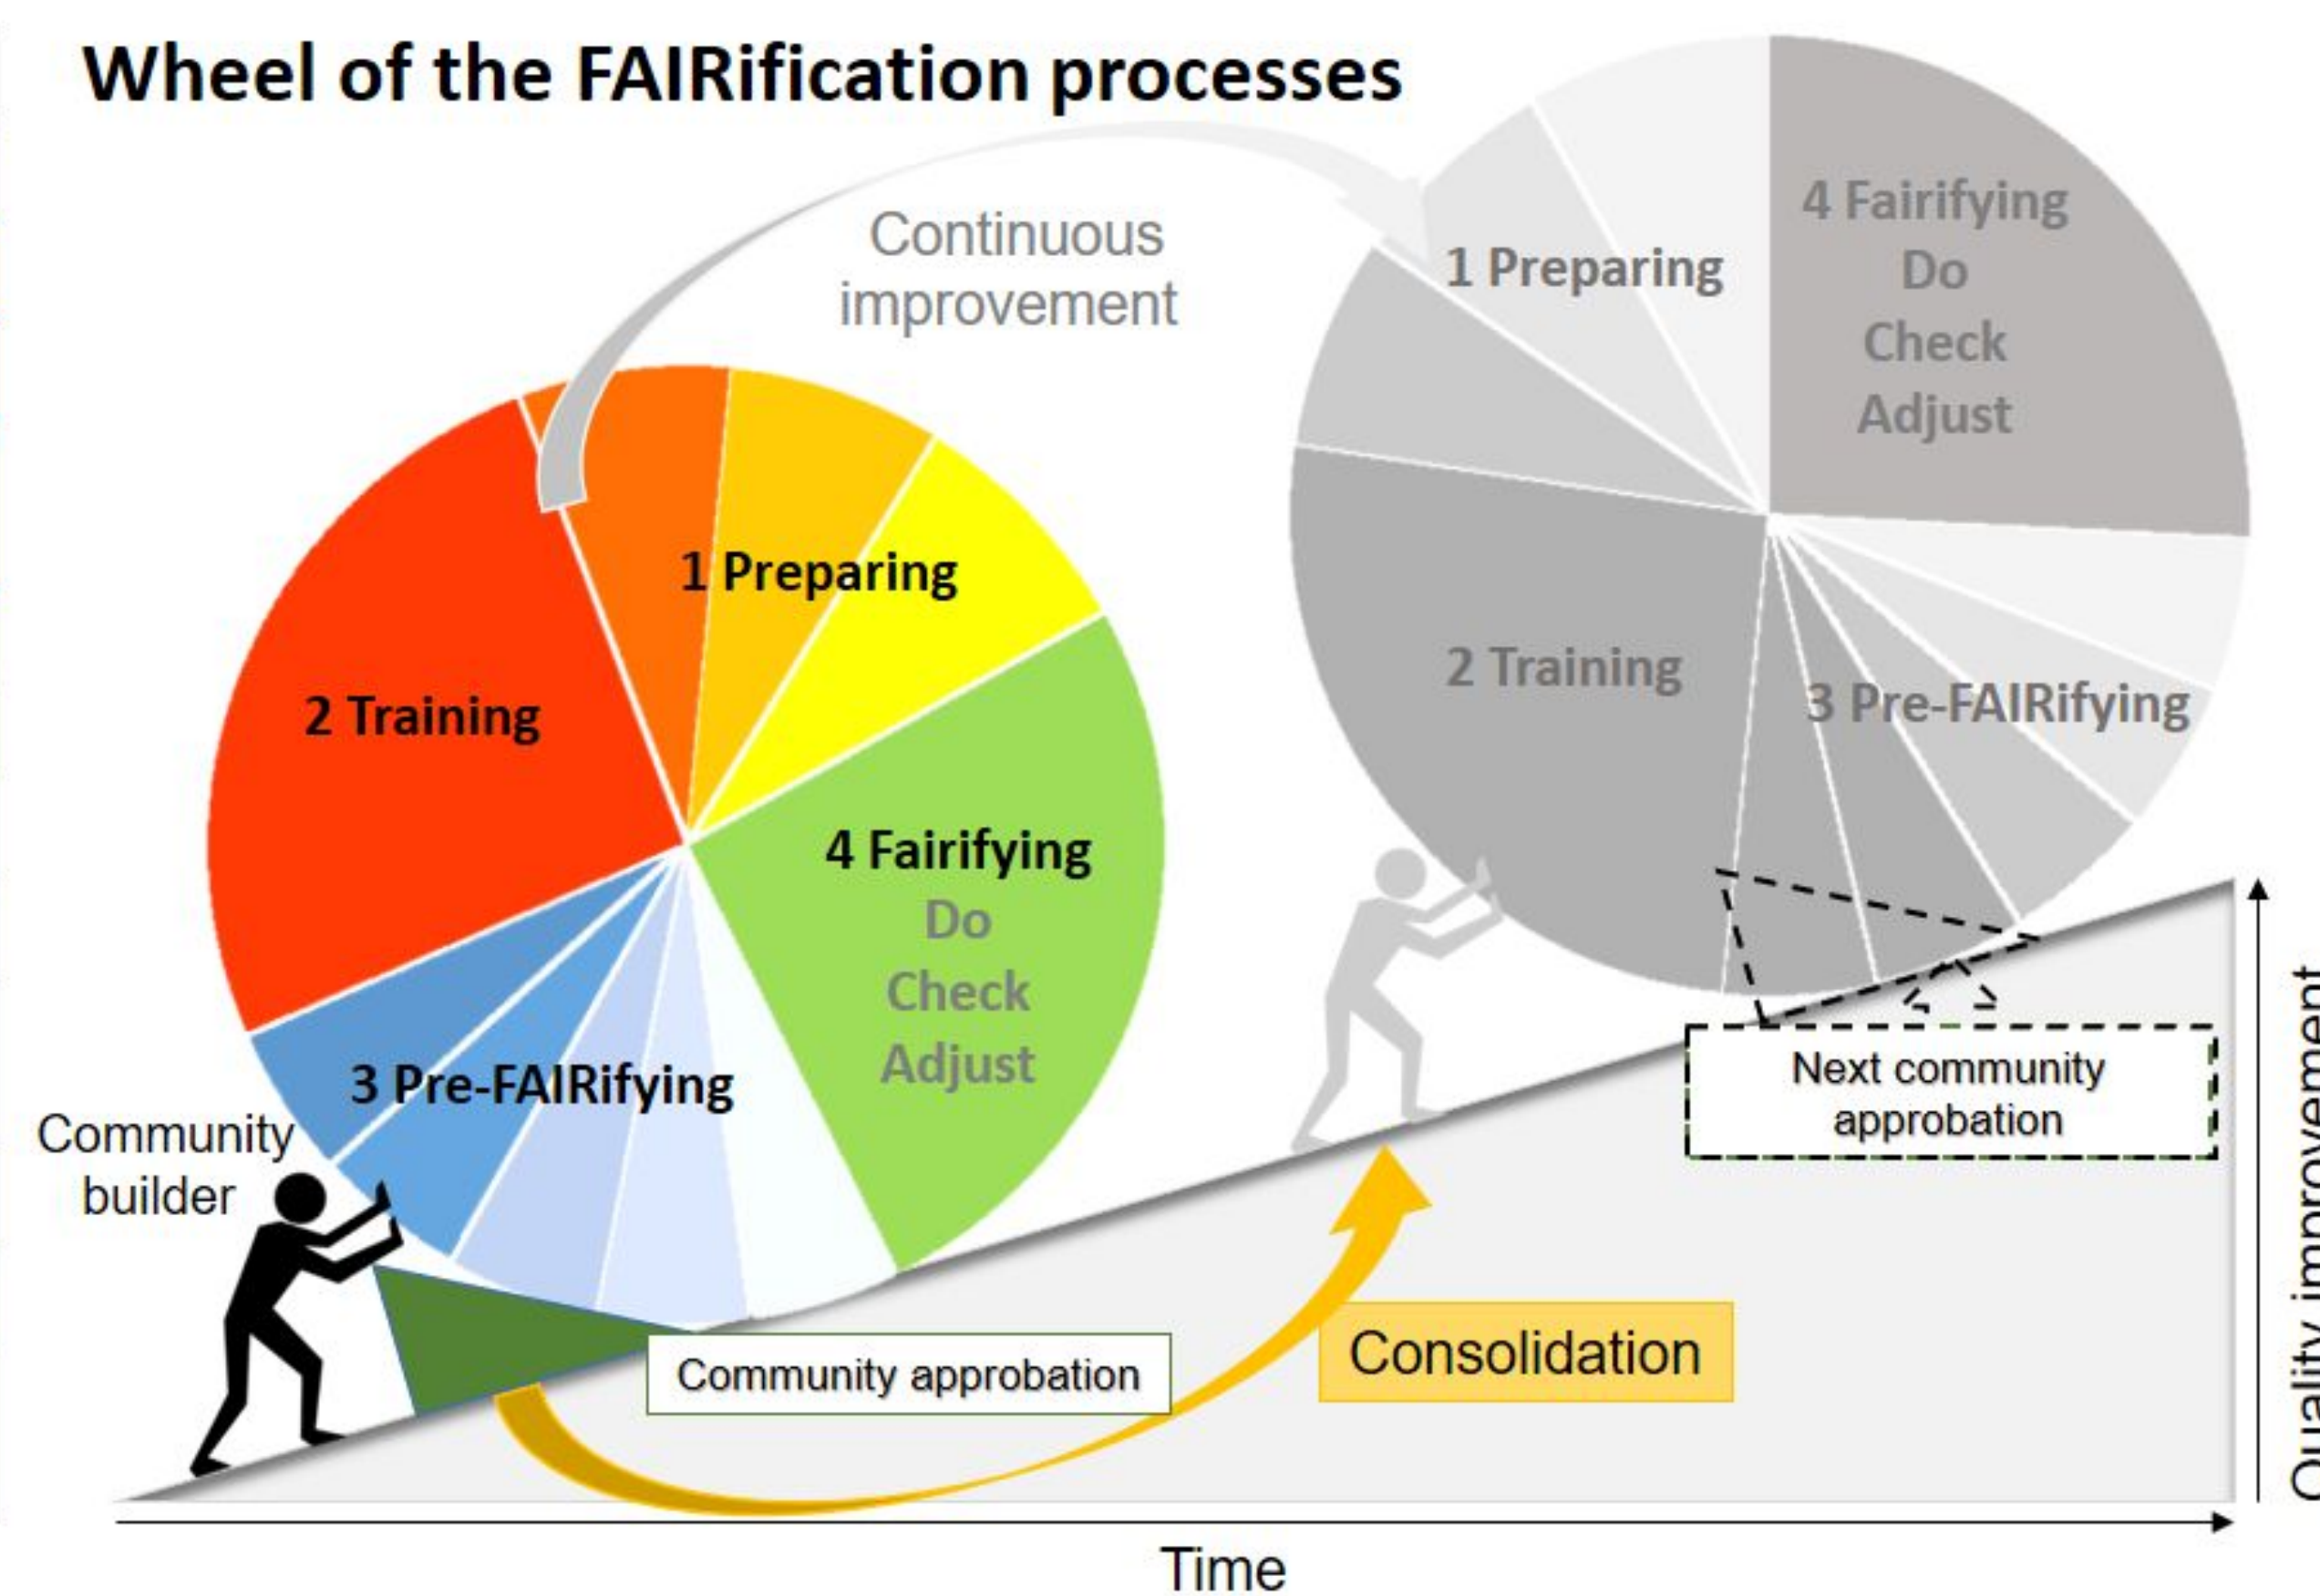 Wheel of the FAIRification processes
Continuous
improvement
1 Preparing
2 Training
3 Pre-FAIRifying
4 Fairifying
Do
Check
Adjust
1 Preparing
2 Training
3 Pre-FAIRifying
4 Fairifying
Do
Check
Adjust
Community
builder
Community approbation
Consolidation
Next community
approbation
Time
Quality improvement